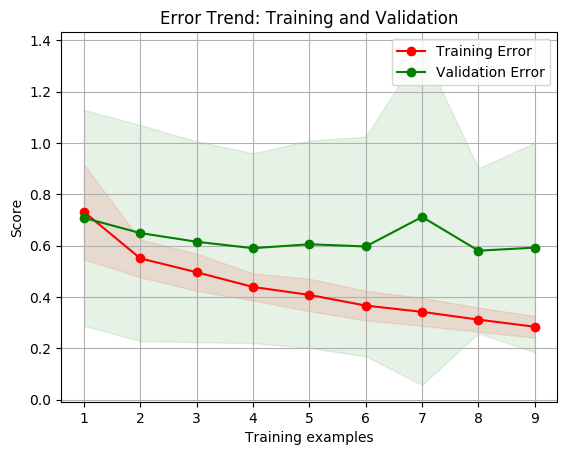 Error Trend: Training and Validation
Training Error
Validation Error
Score
1.4
1.2
1.0
0.8
0.6
0.4
0.2
0.0
1 2 3 4 5 6 7 8 9
Training examples